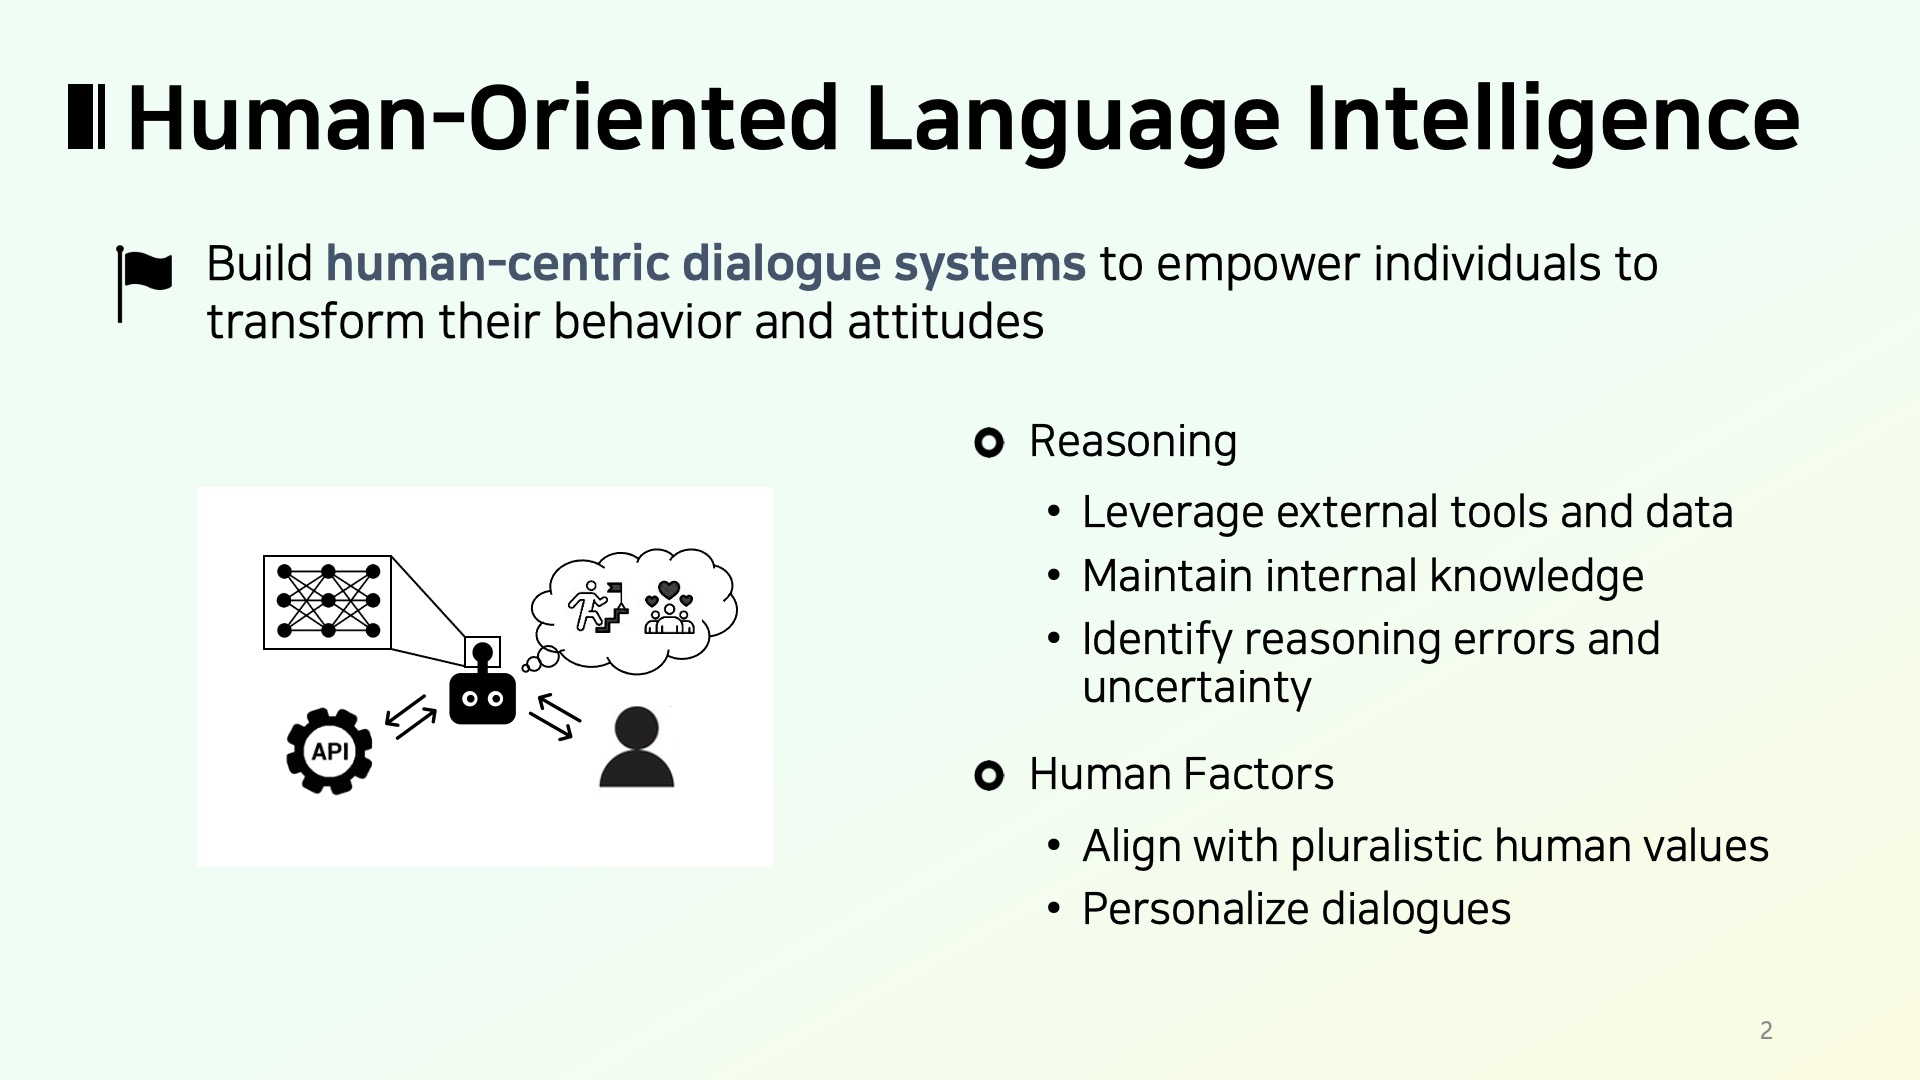 Human-Oriented Language Intelligence
Build human-centric dialogue systems to empower individuals to
transform their behavior and attitudes
API
Reasoning
• Leverage external tools and data
• Maintain internal knowledge
• Identify reasoning errors and
uncertainty
Human Factors
• Align with pluralistic human values
• Personalize dialogues
2